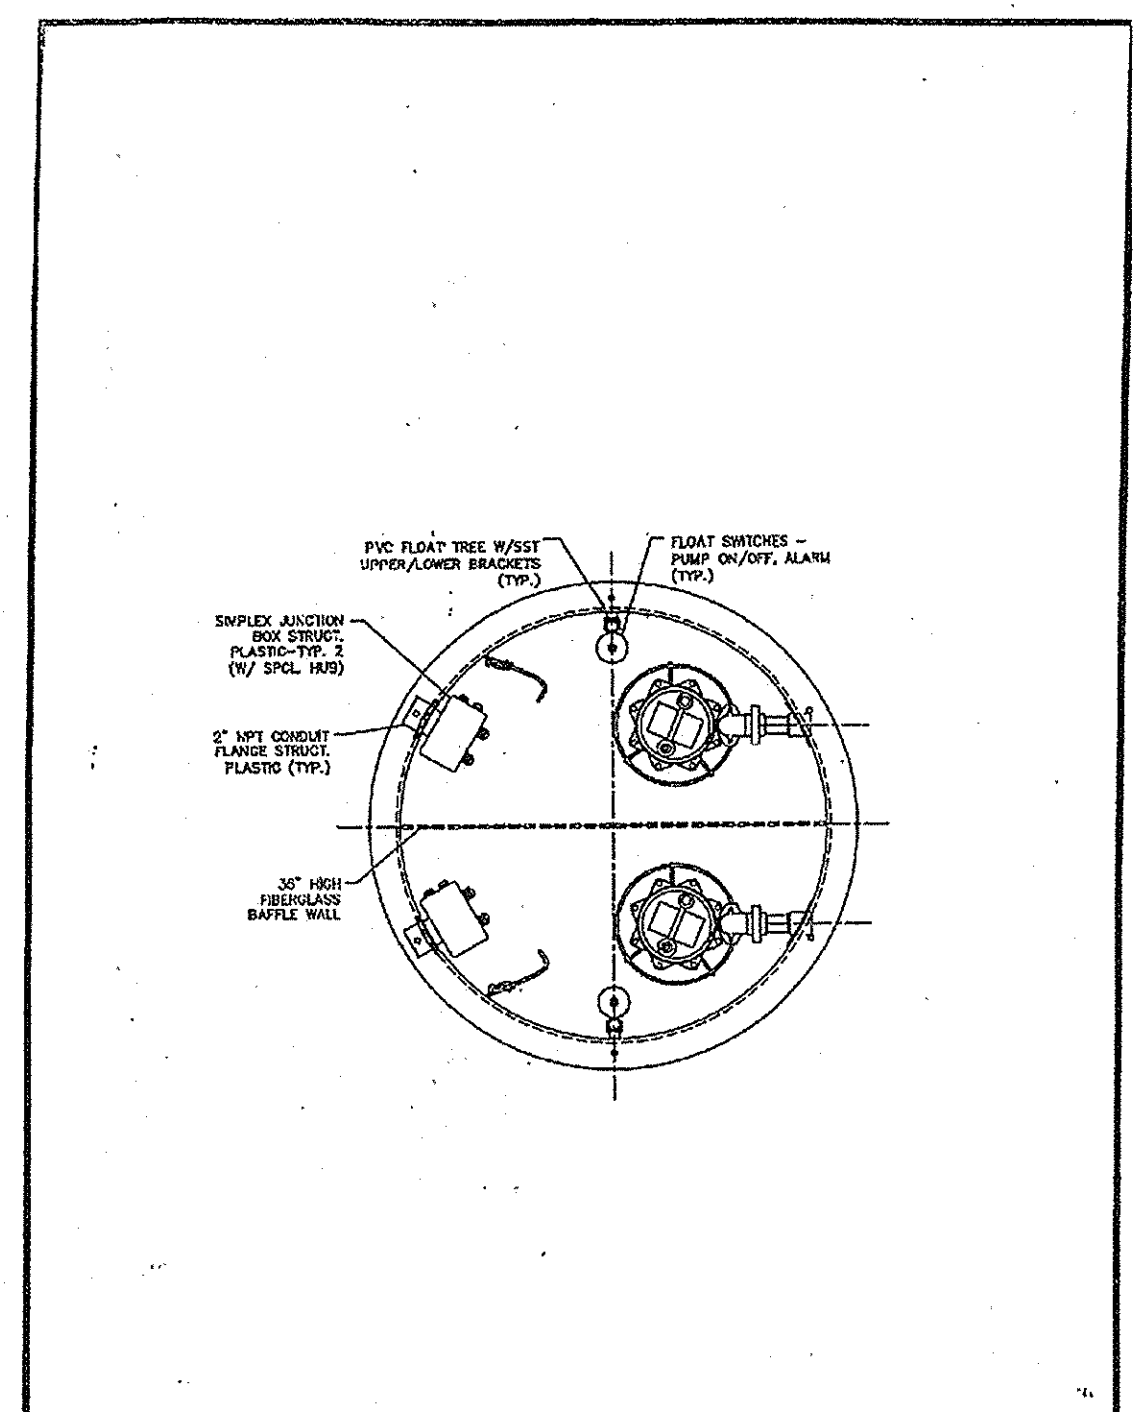 PVC FLOAT TREE W/SST
UPPER/LOWER BRACKETS
(TYP.)
FLOAT SWITCHES -
PUMP ON/OFF, ALARM
(TYP.)
SIMPLEX JUNCTION
BOX STRUCT.
PLASTIC-TYP. 2
(W/ SPCL. HUB)
2" NPT CONDUIT
FLANGE STRUCT.
PLASTIC (TYP.)
36" HIGH
FIBERGLASS
BAFFLE WALL